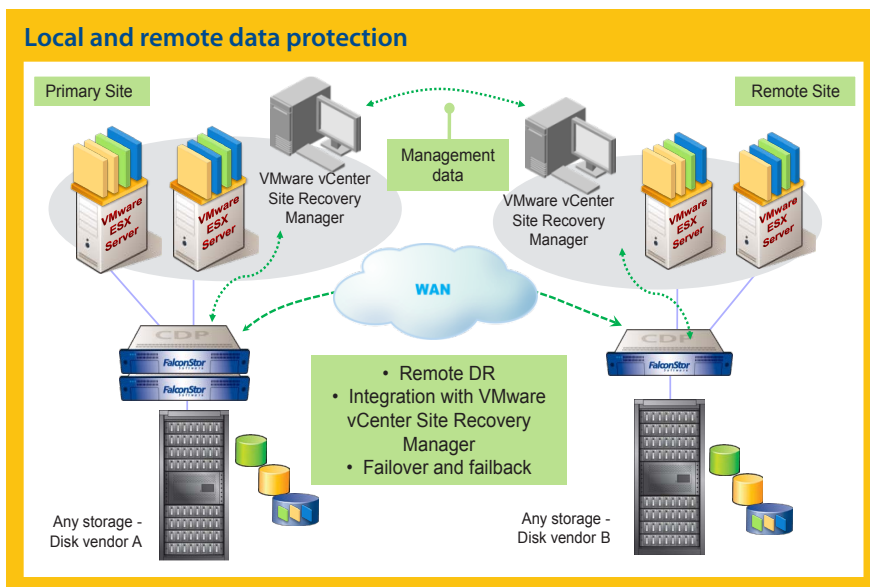 Local and remote data protection
Primary Site
Remote Site
Management
data
VMware vCenter
Site Recovery
Manager
VMware vCenter
Site Recovery
Manager
VMware
ESX
Server
VMware
ESX
Server
VMware
ESX
Server
VMware
ESX
Server
WAN
CDP
FalconStor
Software
FalconStor
Software
CDP
FalconStor
Software
• Remote DR
• Integration with VMware
vCenter Site Recovery
Manager
• Failover and failback
Any storage -
Disk vendor A
Any storage -
Disk vendor B